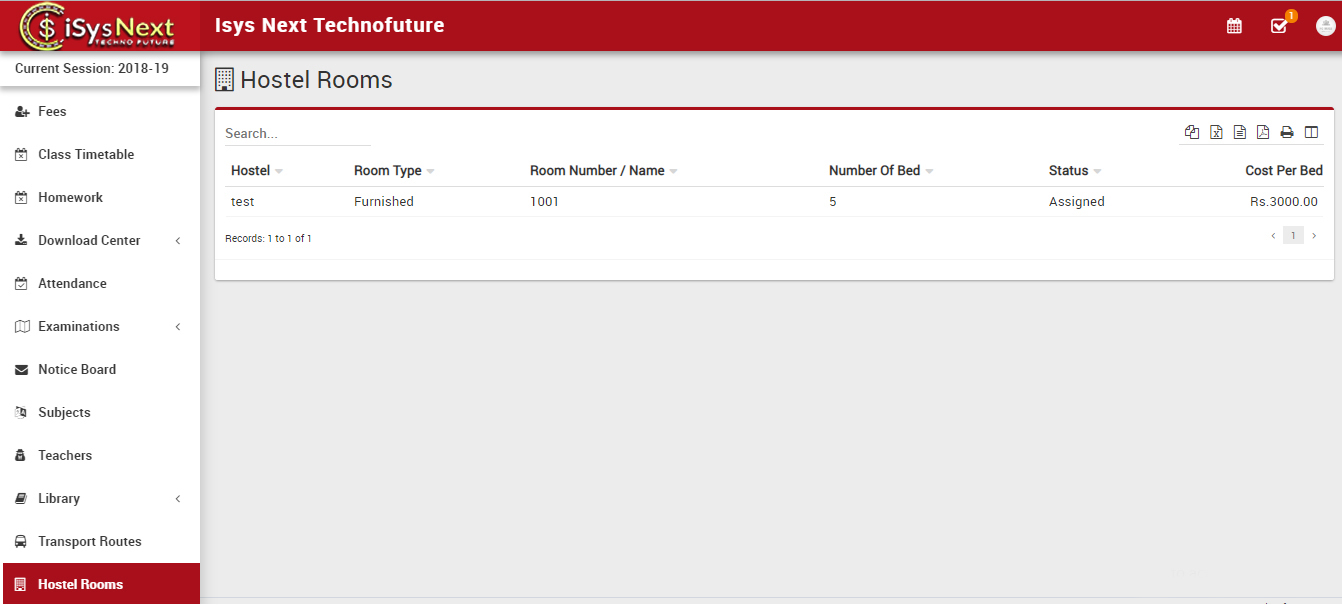 iSysNext
TECHNO FUTURE
Isys Next Technofuture
1
Current Session: 2018-19
Fees
Class Timetable
Homework
Download Center
Attendance
Examinations
Notice Board
Subjects
Teachers
Library
Transport Routes
Hostel Rooms
Hostel Rooms
Search...
Hostel Room Type Room Number / Name Number Of Bed Status Cost Per Bed
test Furnished 1001 5 Assigned Rs.3000.00
Records: 1 to 1 of 1
1